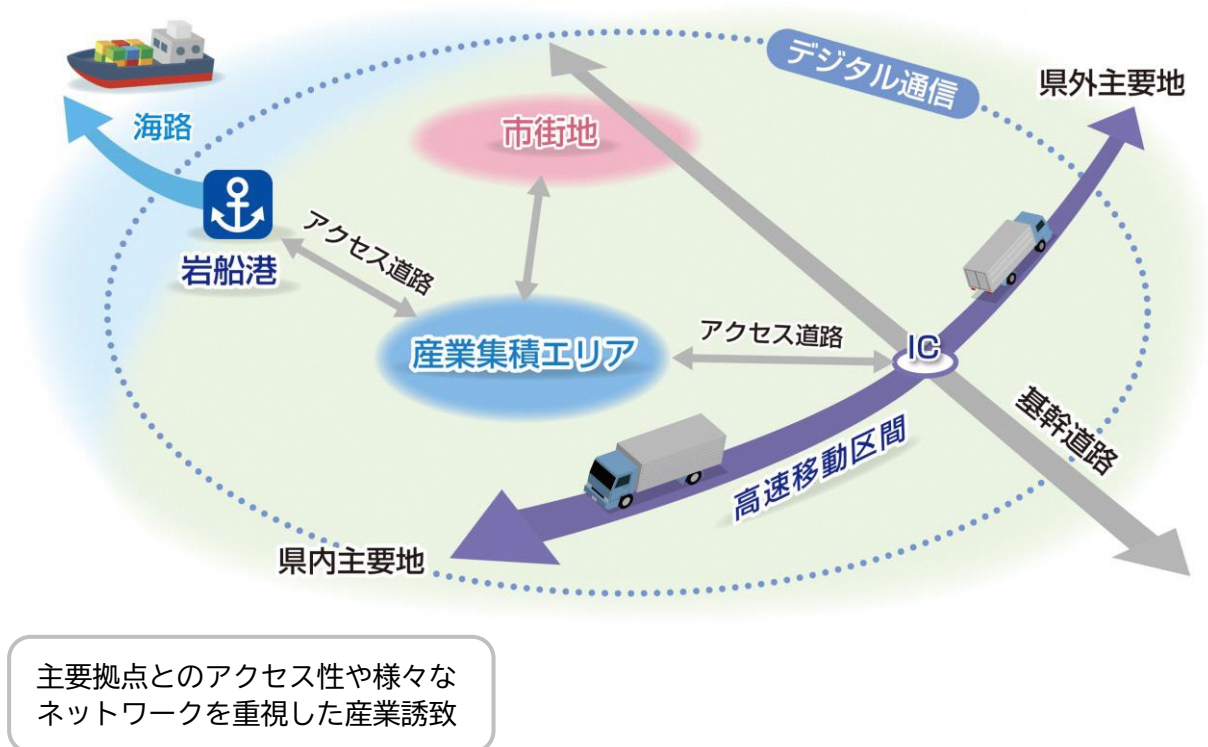 デジタル通信
県外主要地
海路
市街地
岩船港
アクセス道路
産業集積エリア
アクセス道路
IC
基幹道路
高速移動区間
県内主要地
主要拠点とのアクセス性や様々な
ネットワークを重視した産業誘致